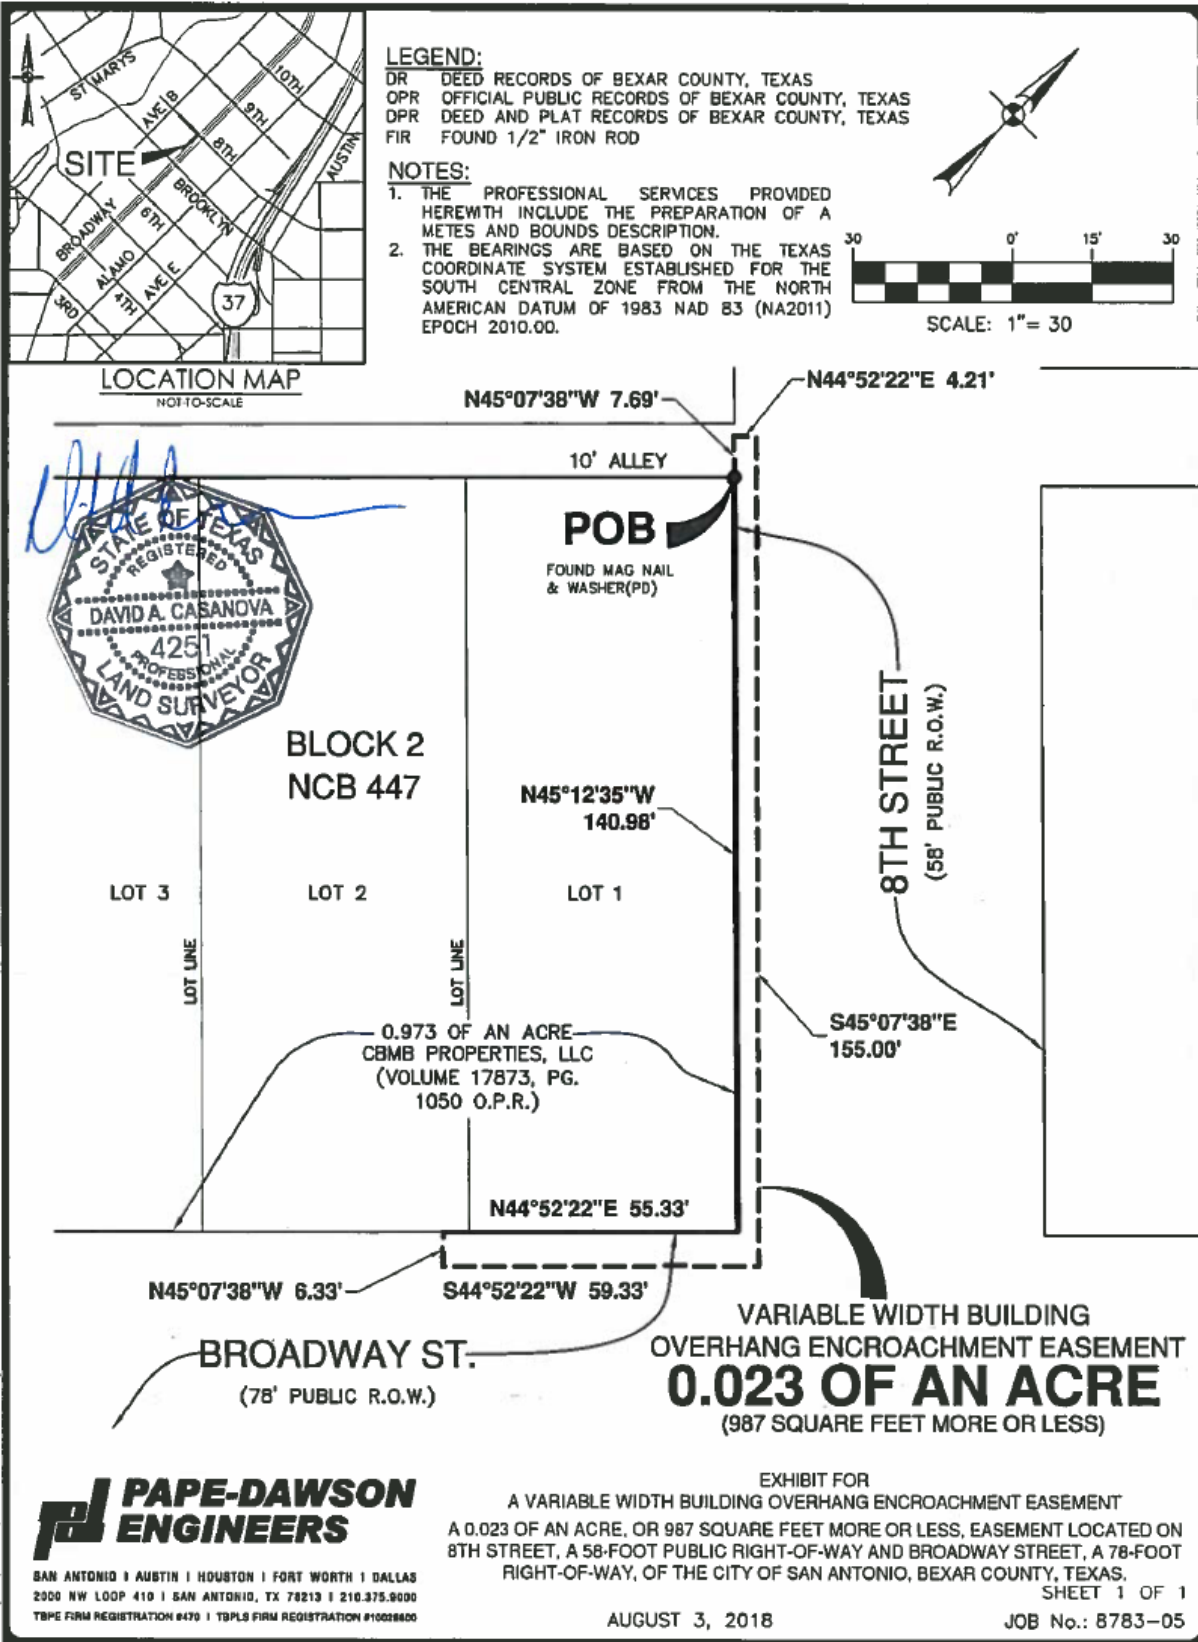 ST MARYS
AVE B
10TH
9TH
8TH
AUSTIN
SITE
BROOKLYN
BROADWAY
6TH
ALAMO
AVE E
4TH
3RD
37
LOCATION MAP
NOT-TO-SCALE
LEGEND:
DR DEED RECORDS OF BEXAR COUNTY, TEXAS
OPR OFFICIAL PUBLIC RECORDS OF BEXAR COUNTY, TEXAS
DPR DEED AND PLAT RECORDS OF BEXAR COUNTY, TEXAS
FIR FOUND 1/2" IRON ROD
NOTES:
1. THE PROFESSIONAL SERVICES PROVIDED
HEREWITH INCLUDE THE PREPARATION OF A
METES AND BOUNDS DESCRIPTION.
2. THE BEARINGS ARE BASED ON THE TEXAS
COORDINATE SYSTEM ESTABLISHED FOR THE
SOUTH CENTRAL ZONE FROM THE NORTH
AMERICAN DATUM OF 1983 NAD 83 (NA2011)
EPOCH 2010.00.
30 0' 15' 30
SCALE: 1"= 30
N45°07'38"W 7.69'
N44°52'22"E 4.21'
10' ALLEY
POB
FOUND MAG NAIL
& WASHER(PD)
STATE OF TEXAS
REGISTERED
DAVID A. CASANOVA
4251
PROFESSIONAL
LAND SURVEYOR
BLOCK 2
NCB 447
N45°12'35"W
140.98'
8TH STREET
(58' PUBLIC R.O.W.)
LOT 3
LOT 2
LOT 1
LOT LINE
LOT LINE
0.973 OF AN ACRE
CBMB PROPERTIES, LLC
(VOLUME 17873, PG.
1050 O.P.R.)
S45°07'38"E
155.00'
N44°52'22"E 55.33'
N45°07'38"W 6.33'
S44°52'22"W 59.33'
BROADWAY ST.
(78' PUBLIC R.O.W.)
VARIABLE WIDTH BUILDING
OVERHANG ENCROACHMENT EASEMENT
0.023 OF AN ACRE
(987 SQUARE FEET MORE OR LESS)
PAPE-DAWSON
ENGINEERS
SAN ANTONIO I AUSTIN I HOUSTON I FORT WORTH I DALLAS
2000 NW LOOP 410 I SAN ANTONIO, TX 78213 I 210.375.9000
TBPE FIRM REGISTRATION #470 I TBPLS FIRM REGISTRATION #10028800
EXHIBIT FOR
A VARIABLE WIDTH BUILDING OVERHANG ENCROACHMENT EASEMENT
A 0.023 OF AN ACRE, OR 987 SQUARE FEET MORE OR LESS, EASEMENT LOCATED ON
8TH STREET, A 58-FOOT PUBLIC RIGHT-OF-WAY AND BROADWAY STREET, A 78-FOOT
RIGHT-OF-WAY, OF THE CITY OF SAN ANTONIO, BEXAR COUNTY, TEXAS.
SHEET 1 OF 1
AUGUST 3, 2018
JOB No.: 8783-05